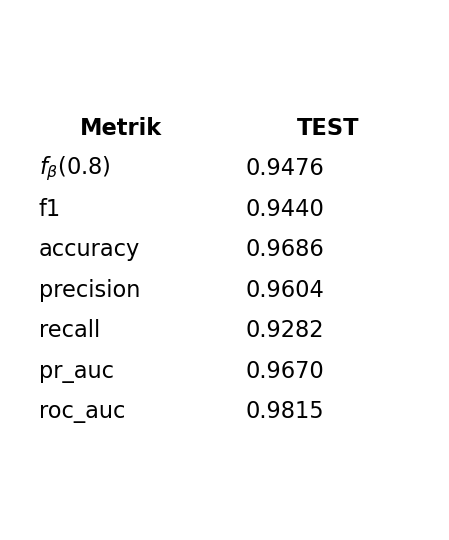 Metrik TEST
fβ(0.8) 0.9476
f1 0.9440
accuracy 0.9686
precision 0.9604
recall 0.9282
pr_auc 0.9670
roc_auc 0.9815